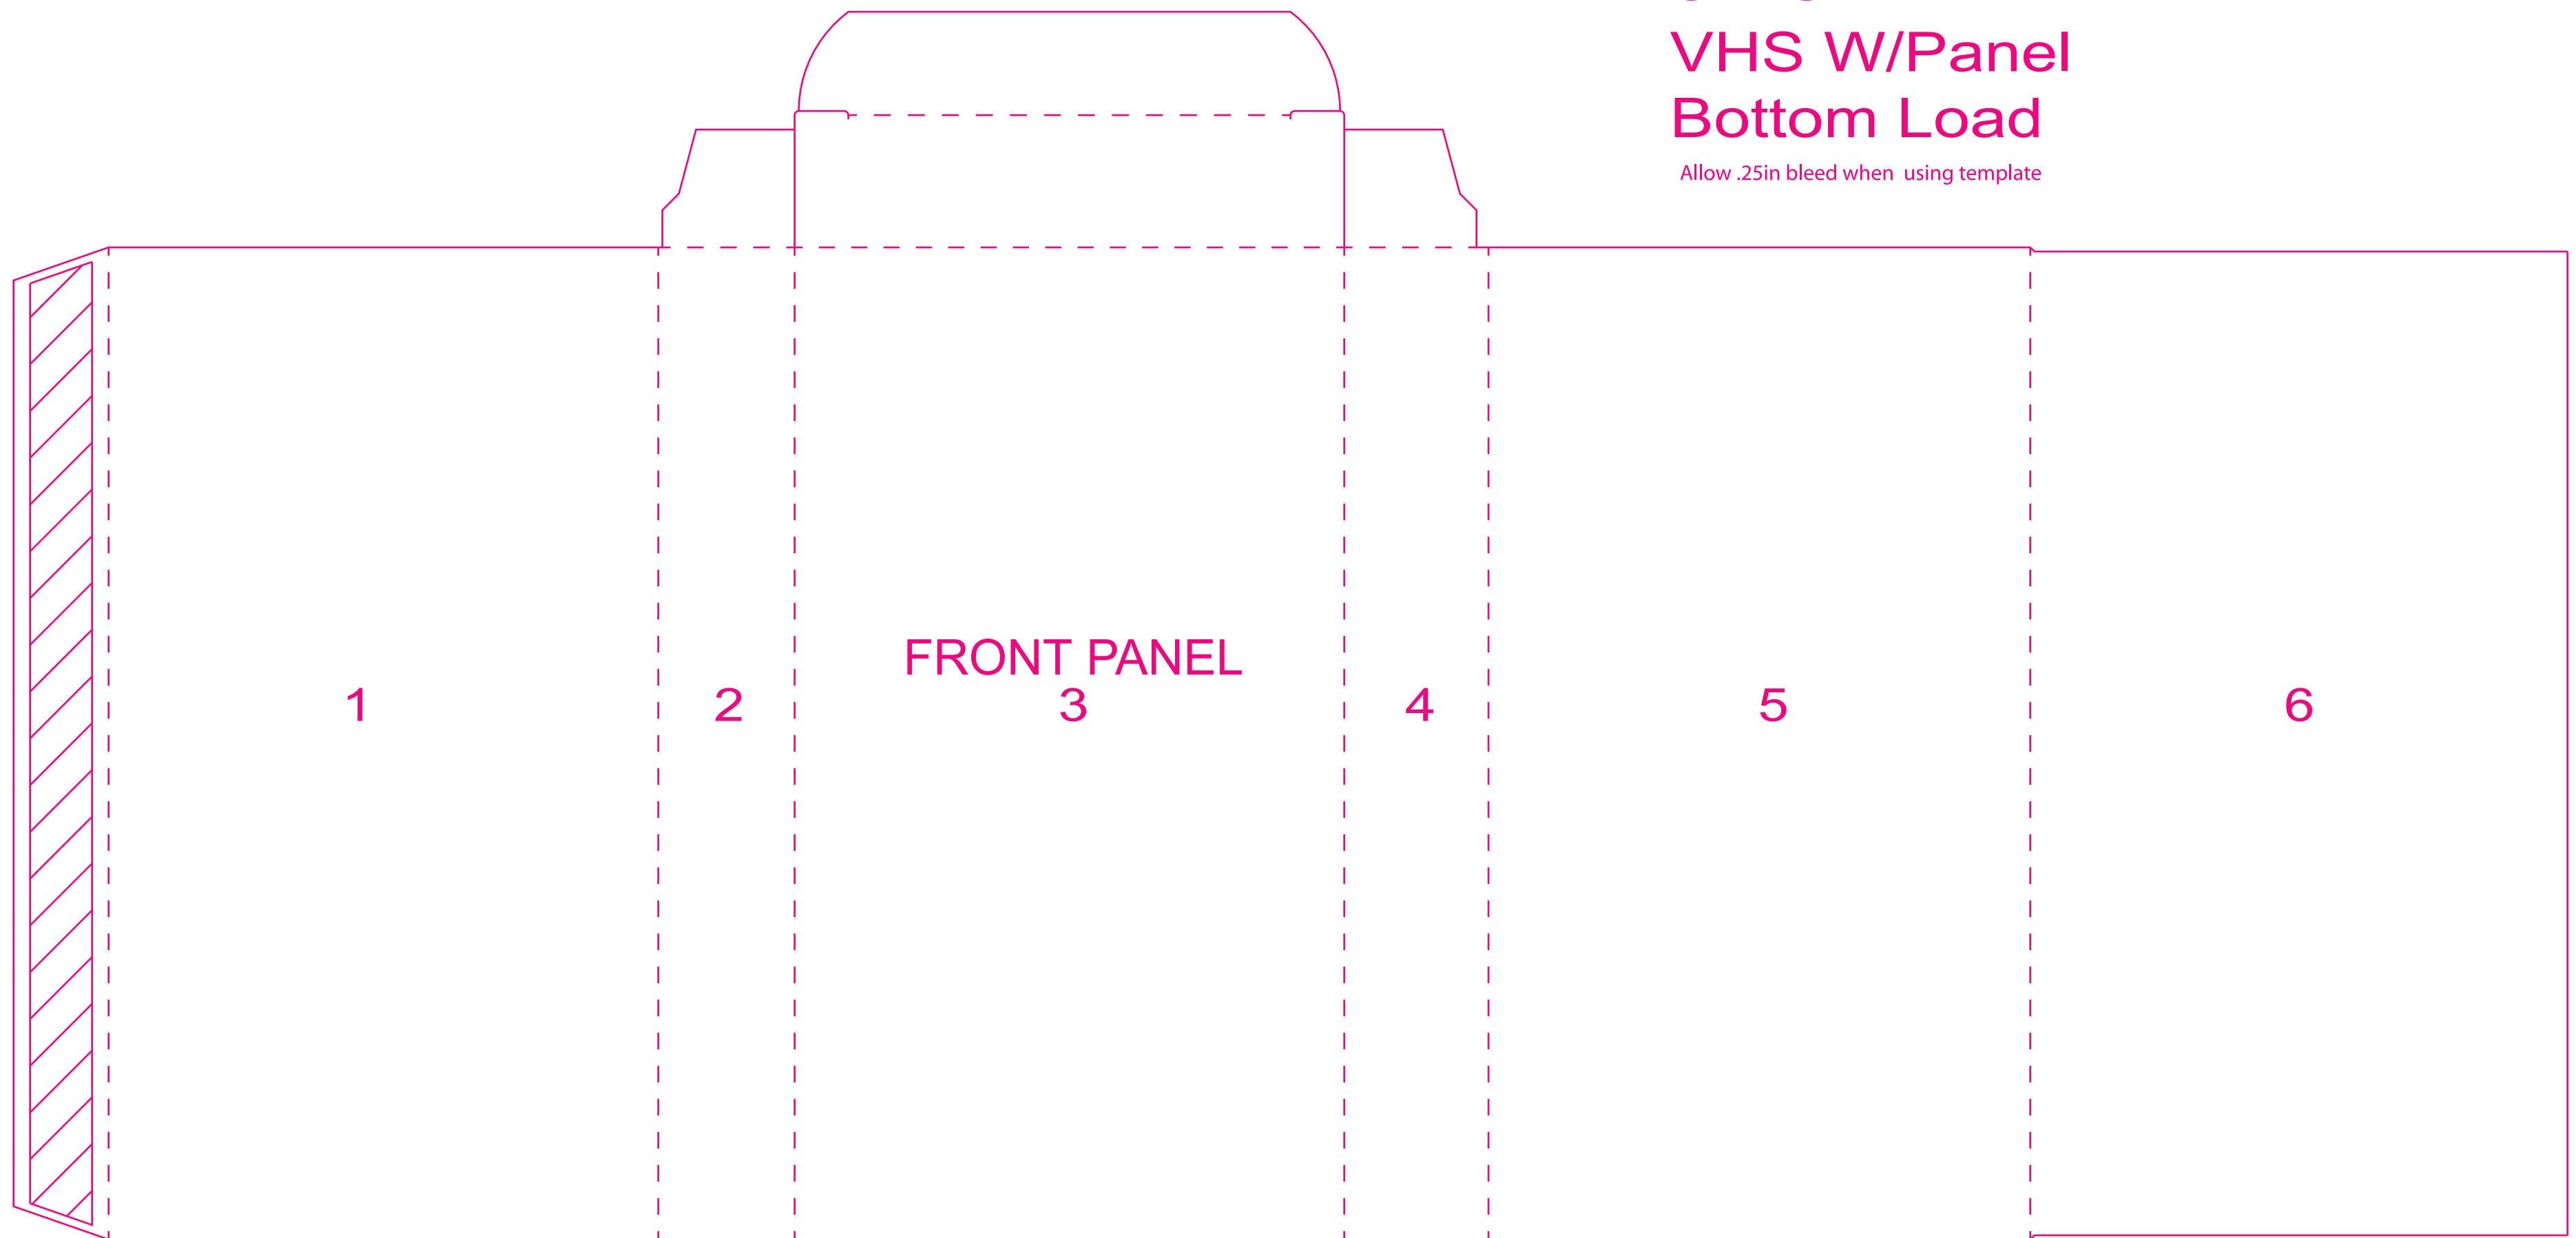 VHS W/Panel
Bottom Load
Allow .25in bleed when using template
FRONT PANEL
1 2 3 4 5 6